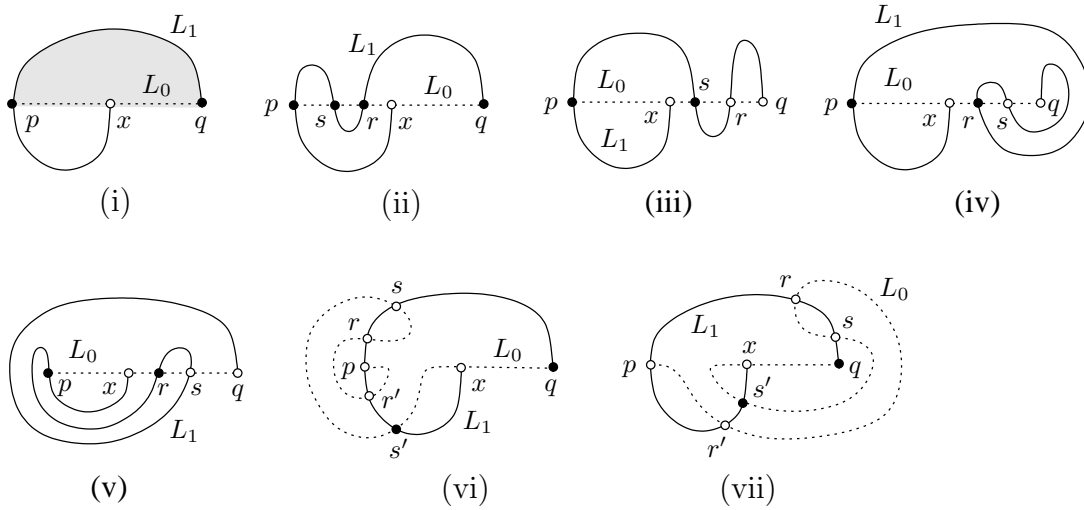 L₁ L₀ p x q
(i)
L₁ L₀ p s r x q
(ii)
L₀ s p x r q L₁
(iii)
L₁ L₀ p x r s q
(iv)
L₀ p x r s q L₁
(v)
s r p r′ s′ L₀ x q L₁
(vi)
r L₀ L₁ s p x q s′ r′
(vii)